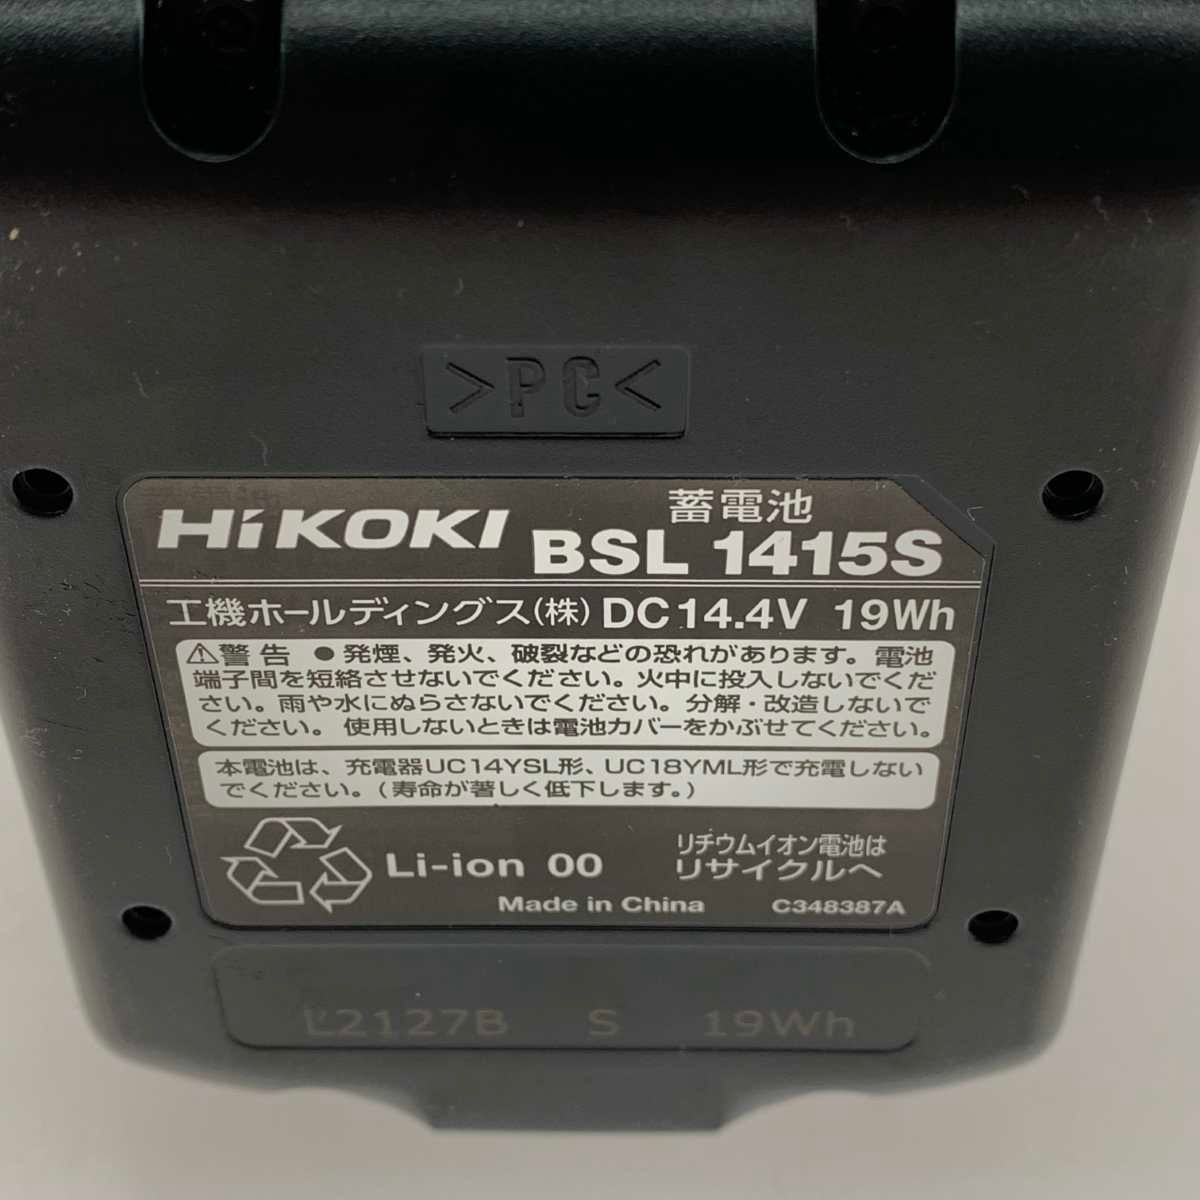 >PC<
HiKOKI 蓄電池
BSL 1415S
工機ホールディングス(株) DC 14.4V 19Wh
⚠警告 ●発煙、発火、破裂などの恐れがあります。電池
端子間を短絡させないでください。火中に投入しないでくだ
さい。雨や水にぬらさないでください。分解・改造しないで
ください。使用しないときは電池カバーをかぶせてください。
本電池は、充電器UC14YSL形、UC18YML形で充電しない
でください。(寿命が著しく低下します。)
Li-ion 00
リチウムイオン電池は
リサイクルへ
Made in China C348387A
L2127B S 19Wh